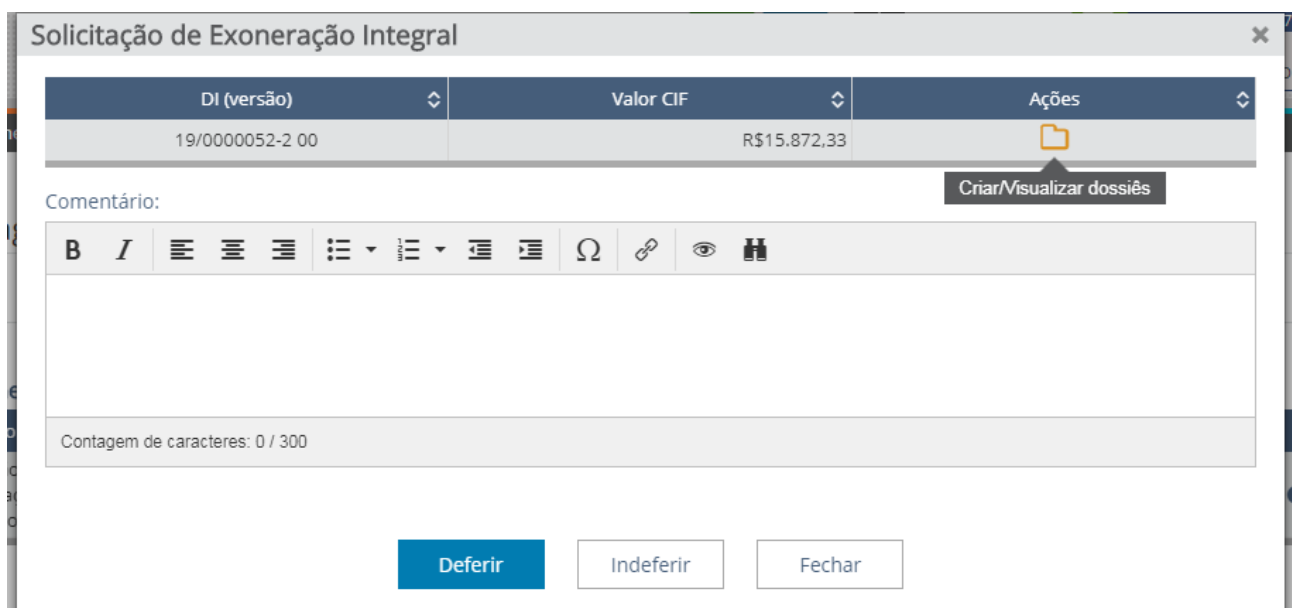 Solicitação de Exoneração Integral
DI (versão) Valor CIF Ações
19/0000052-2 00 R$15.872,33
Criar/Visualizar dossiês
Comentário:
B I Ω
Contagem de caracteres: 0 / 300
Deferir Indeferir Fechar